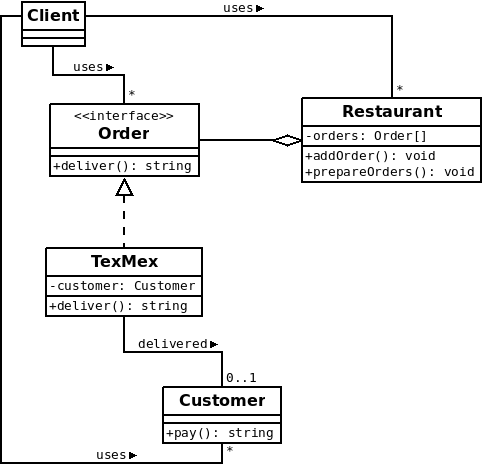 uses►
Client
uses►
*
*
<<interface>>
Order
+deliver(): string
Restaurant
-orders: Order[]
+addOrder(): void
+prepareOrders(): void
TexMex
-customer: Customer
+deliver(): string
delivered►
0..1
Customer
+pay(): string
*
uses►